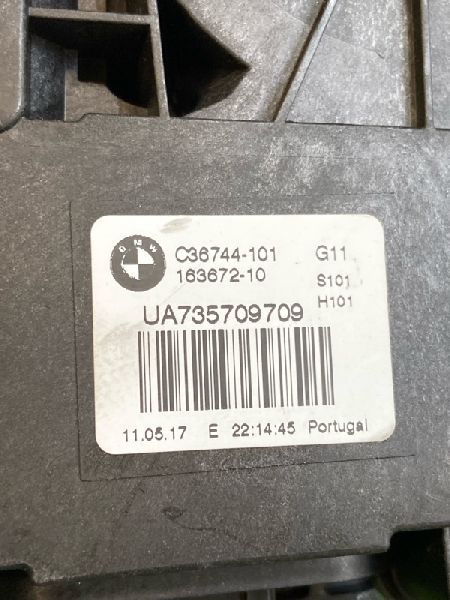 BMW
C36744-101 G11
163672-10 S101
H101
UA735709709
11.05.17 E 22:14:45 Portugal